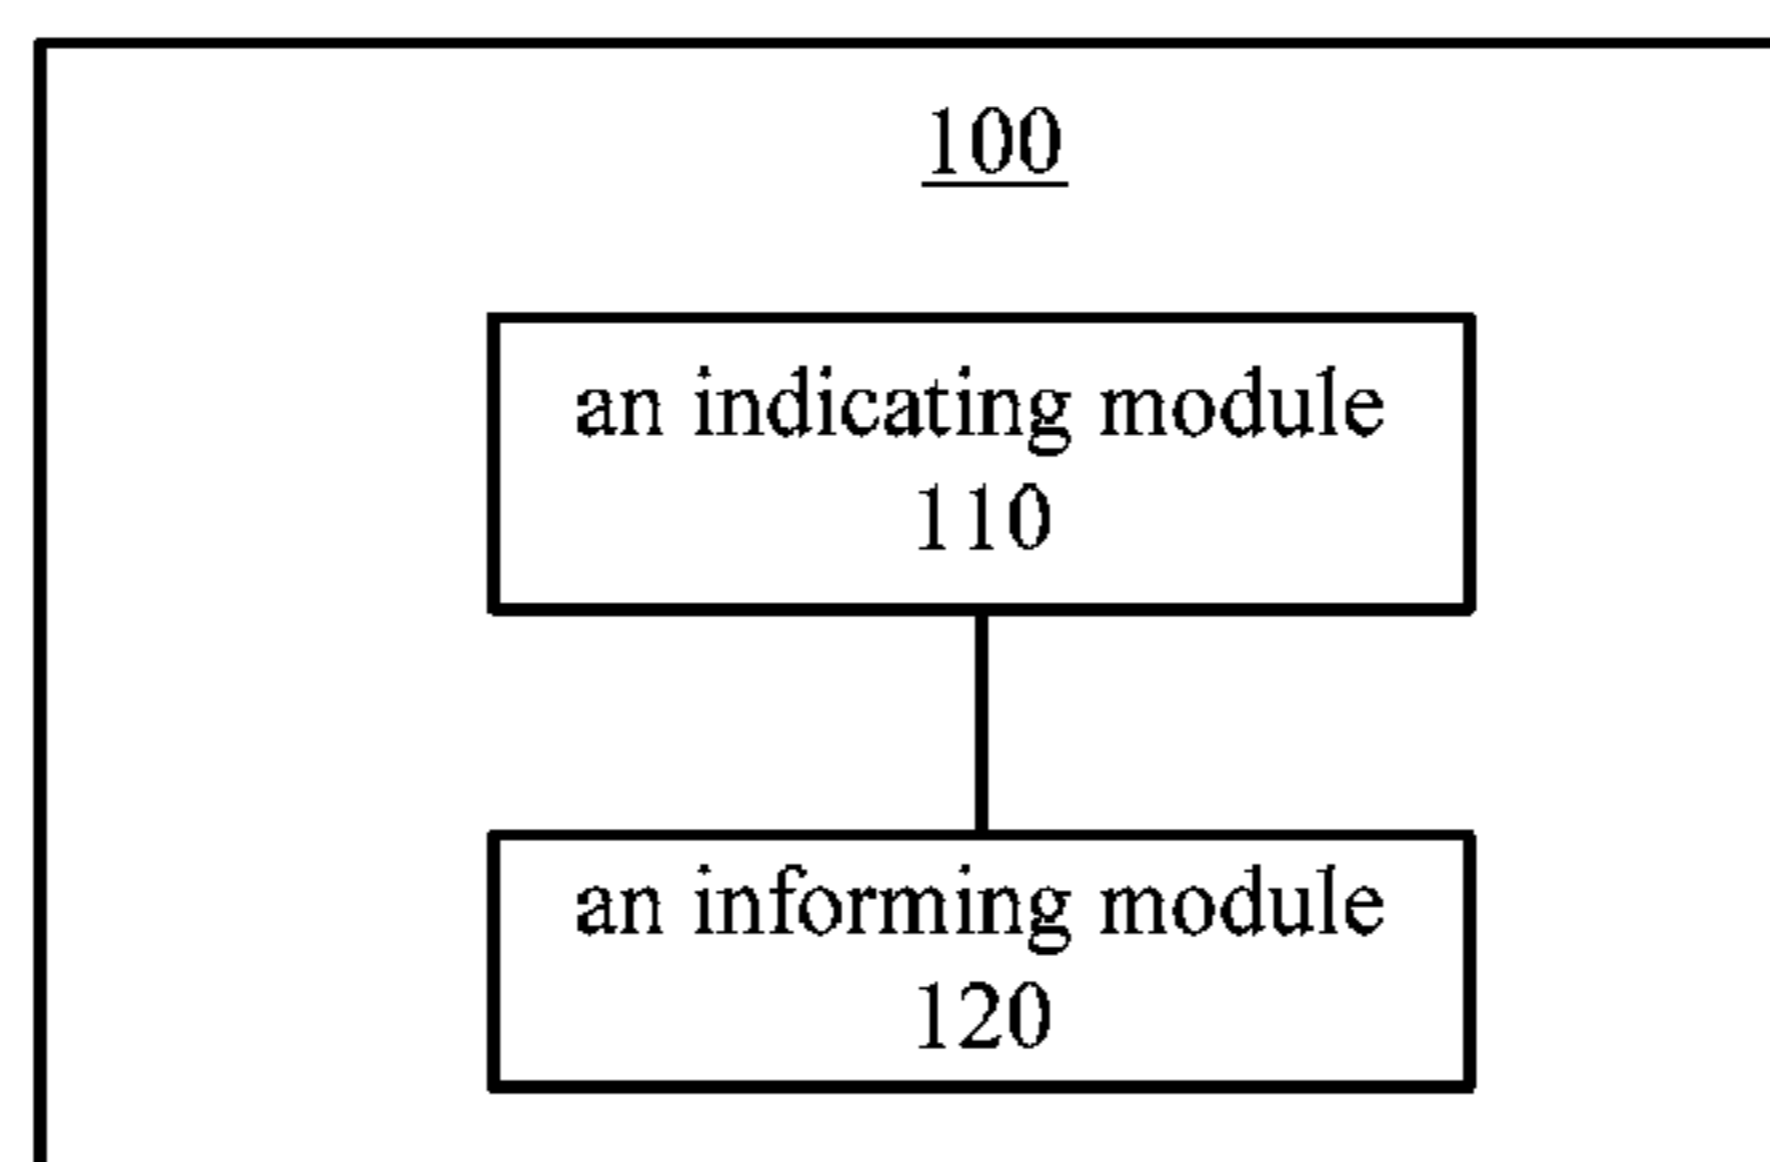 100
an indicating module
110
an informing module
120